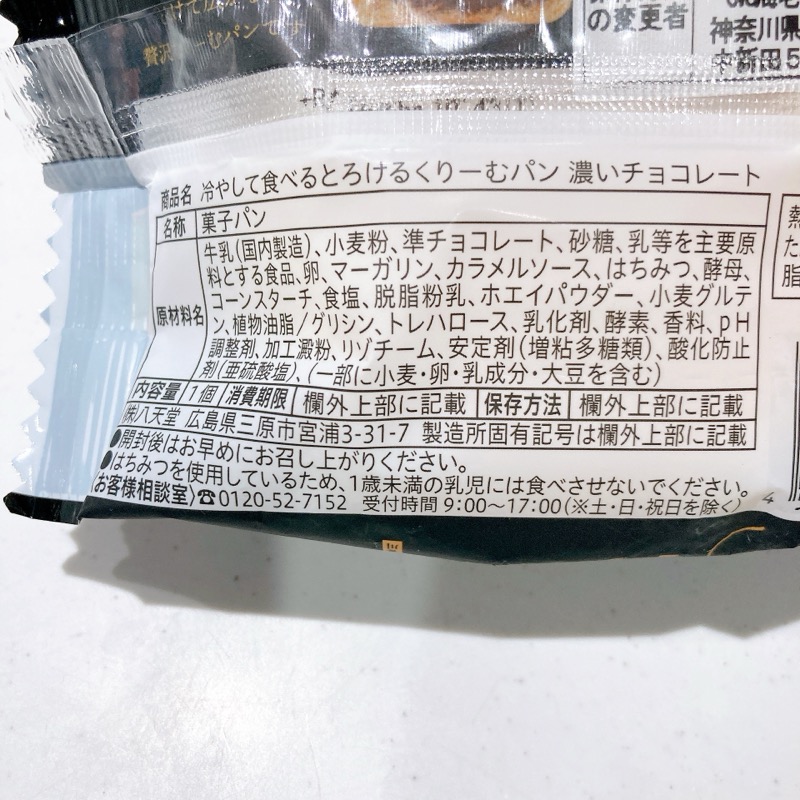 贅沢
むパンです
の変更者
神奈川県
中新田5
商品名 冷やして食べるとろけるくりーむパン 濃いチョコレート
名称 菓子パン
原材料名 牛乳(国内製造)、小麦粉、準チョコレート、砂糖、乳等を主要原
料とする食品、卵、マーガリン、カラメルソース、はちみつ、酵母、
コーンスターチ、食塩、脱脂粉乳、ホエイパウダー、小麦グルテ
ン、植物油脂/グリシン、トレハロース、乳化剤、酵素、香料、pH
調整剤、加工澱粉、リゾチーム、安定剤(増粘多糖類)、酸化防止
剤(亜硫酸塩)、(一部に小麦・卵・乳成分・大豆を含む)
内容量 1個 消費期限 欄外上部に記載 保存方法 欄外上部に記載
(株)八天堂 広島県三原市宮浦3-31-7 製造所固有記号は欄外上部に記載
●開封後はお早めにお召し上がりください。
●はちみつを使用しているため、1歳未満の乳児には食べさせないでください。
お客様相談室〉☎0120-52-7152 受付時間 9:00〜17:00(※土・日・祝日を除く)
4
熱
た
脂